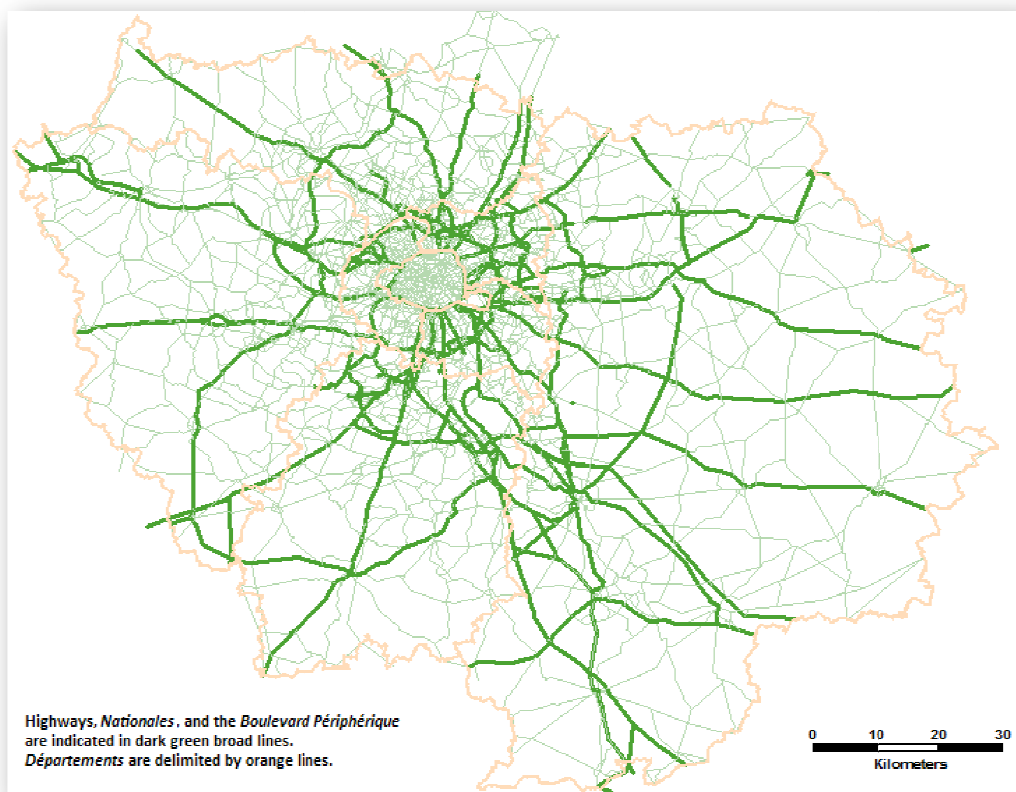 Highways, Nationales, and the Boulevard Périphérique
are indicated in dark green broad lines.
Départements are delimited by orange lines.
0 10 20 30
Kilometers